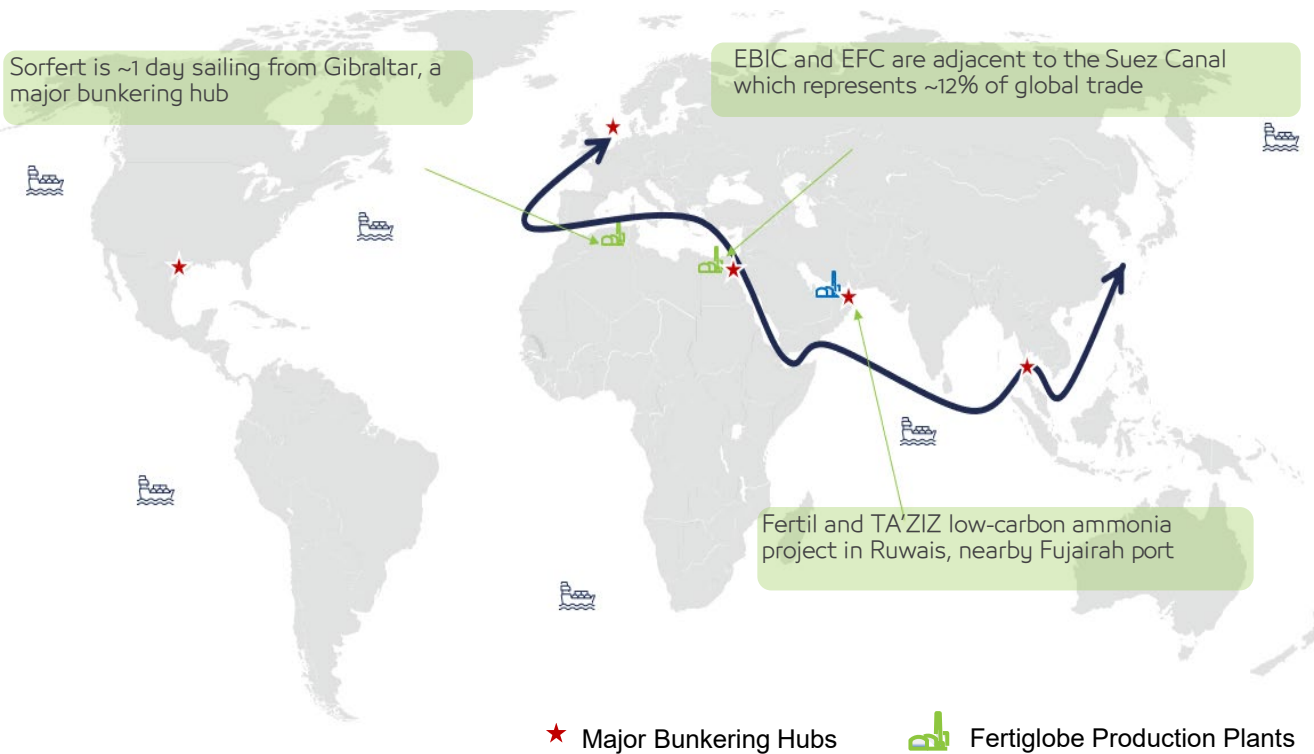 Sorfert is ~1 day sailing from Gibraltar, a
major bunkering hub
EBIC and EFC are adjacent to the Suez Canal
which represents ~12% of global trade
Fertil and TA'ZIZ low-carbon ammonia
project in Ruwais, nearby Fujairah port
Major Bunkering Hubs
Fertiglobe Production Plants